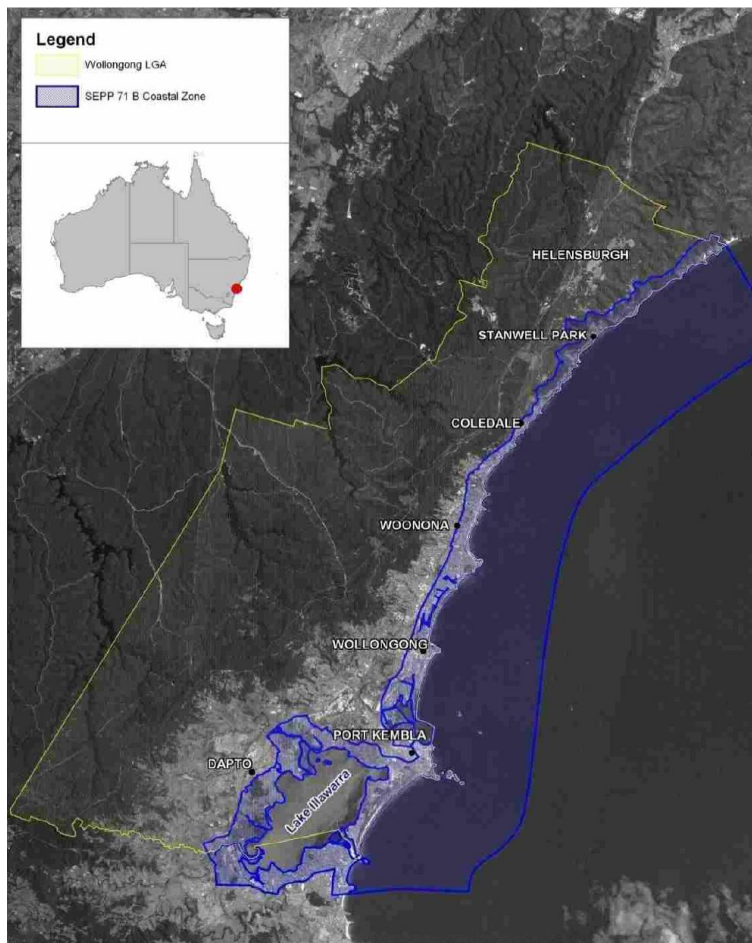 Legend
Wollongong LGA
SEPP 71 B Coastal Zone
HELENSBURGH
STANWELL PARK
COLEDALE
WOONONA
WOLLONGONG
PORT KEMBLA
DAPTO
Lake Illawarra